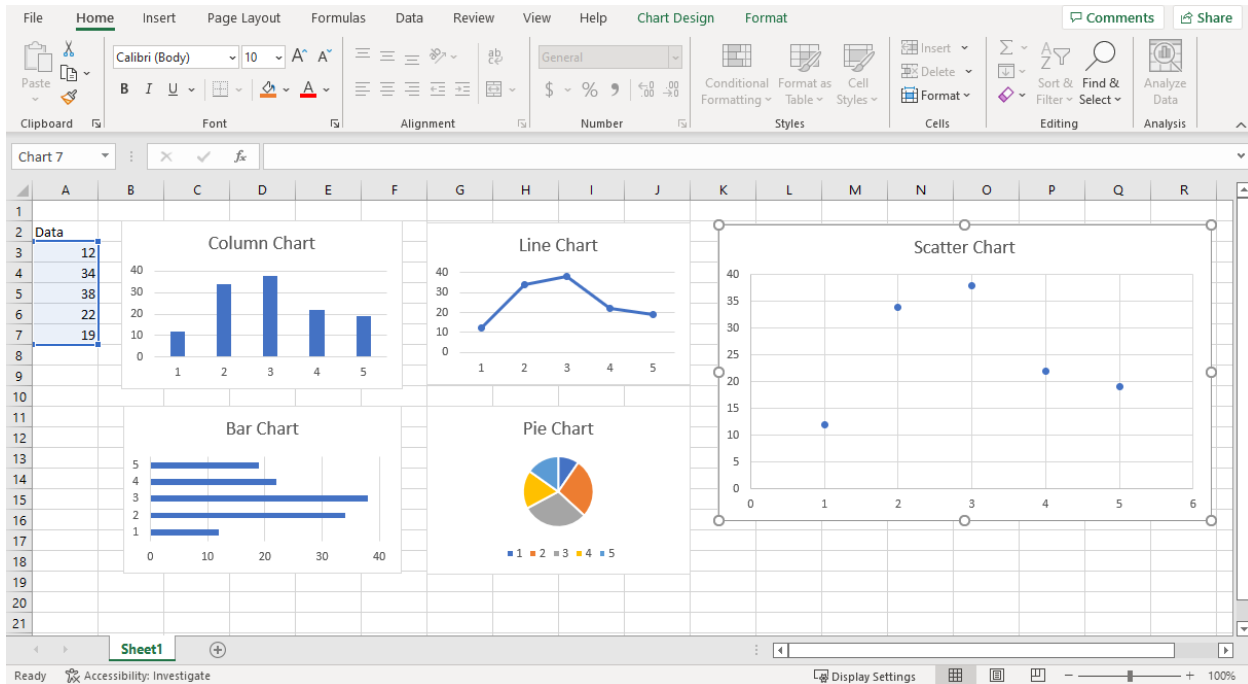 File Home Insert Page Layout Formulas Data Review View Help Chart Design Format Comments Share
Paste
Calibri (Body) 10 A^ A˅
ab
c
General
Conditional Formatting
Format as Table
Cell Styles
Insert
Delete
Format
Sort & Filter
Find & Select
Analyze Data
B I U A $ % 9
Clipboard Font Alignment Number Styles Cells Editing Analysis
Chart 7 fx
A B C D E F G H I J K L M N O P Q R
1
2 Data
3 12
4 34
5 38
6 22
7 19
8
9
10
11
12
13
14
15
16
17
18
19
20
21
Column Chart
40
30
20
10
0
1 2 3 4 5
Line Chart
40
30
20
10
0
1 2 3 4 5
Scatter Chart
40
35
30
25
20
15
10
5
0
0 1 2 3 4 5 6
Bar Chart
5
4
3
2
1
0 10 20 30 40
Pie Chart
1 2 3 4 5
Sheet1
Ready Accessibility: Investigate Display Settings 100%